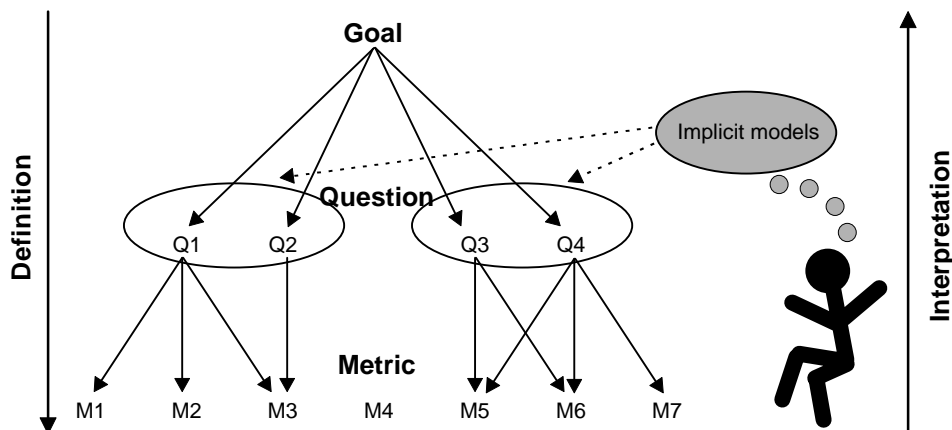 Goal
Implicit models
Question
Definition
Interpretation
Q1 Q2 Q3 Q4
Metric
M1 M2 M3 M4 M5 M6 M7